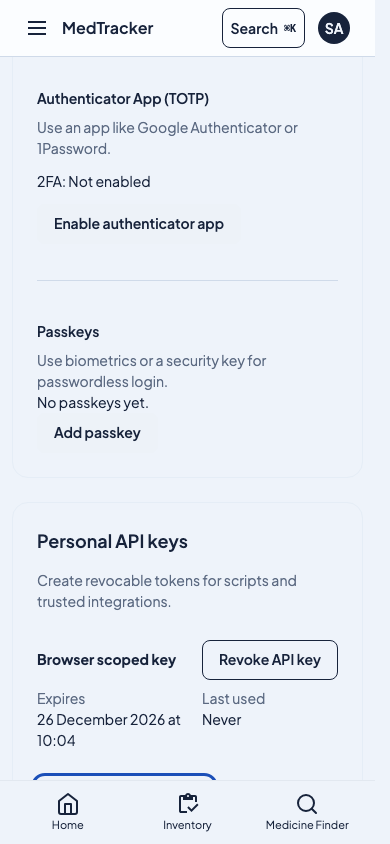 MedTracker
Search ⌘K
SA
Authenticator App (TOTP)
Use an app like Google Authenticator or
1Password.
2FA: Not enabled
Enable authenticator app
Passkeys
Use biometrics or a security key for
passwordless login.
No passkeys yet.
Add passkey
Personal API keys
Create revocable tokens for scripts and
trusted integrations.
Browser scoped key
Revoke API key
Expires
26 December 2026 at
10:04
Last used
Never
Home
Inventory
Medicine Finder